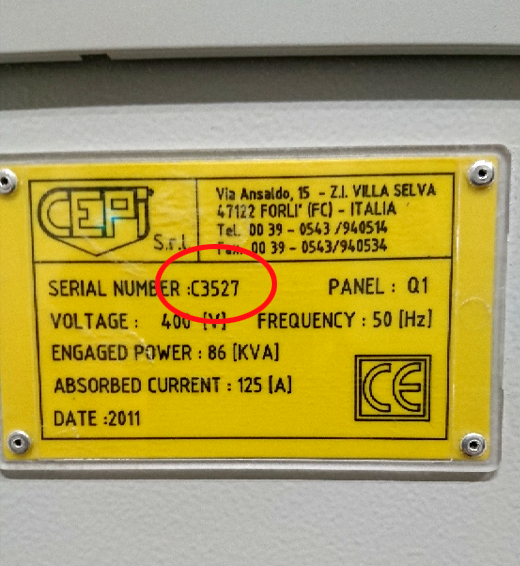 CEPi S.r.l.
Via Ansaldo, 15 - Z.I. VILLA SELVA
47122 FORLI' (FC) - ITALIA
Tel. 00 39 - 0543 /940514
Fax. 00 39 - 0543/940534
SERIAL NUMBER :C3527 PANEL : Q1
VOLTAGE : 400 [V] FREQUENCY : 50 [Hz]
ENGAGED POWER : 86 [KVA]
ABSORBED CURRENT : 125 [A]
DATE :2011
CE